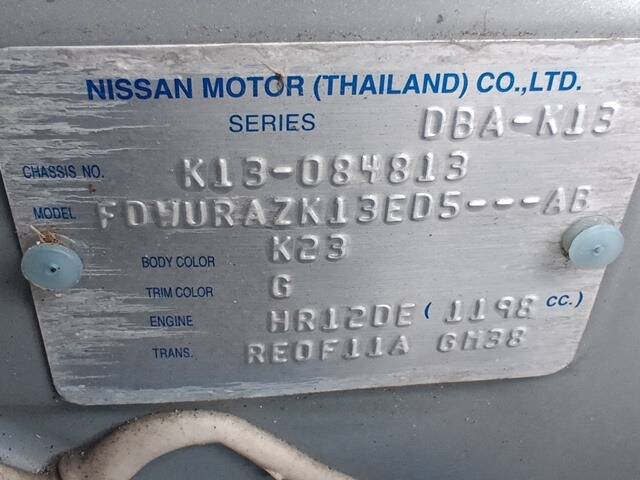 NISSAN MOTOR (THAILAND) CO.,LTD.
SERIES DBA-K13
CHASSIS NO. K13-084813
MODEL FDWURAZK13ED5---AB
BODY COLOR K23
TRIM COLOR G
ENGINE HR12DE ( 1198 CC.)
TRANS. RE0F11A GH38